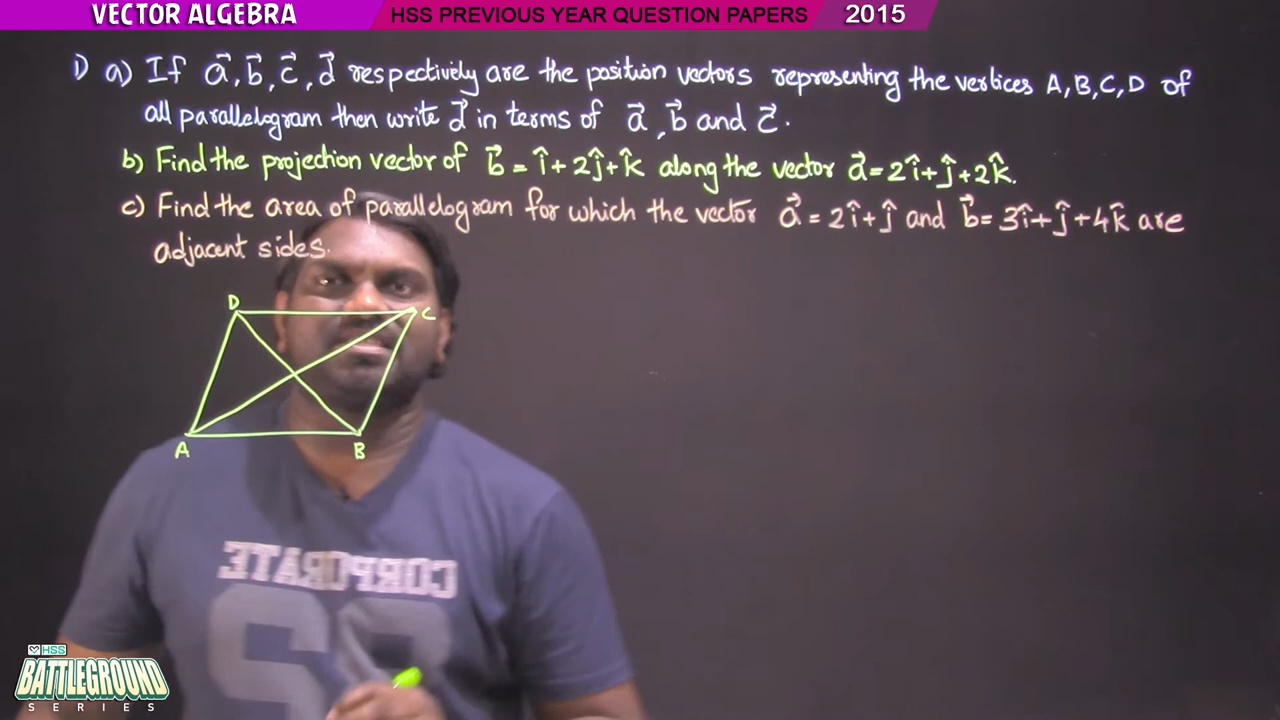 VECTOR ALGEBRA
HSS PREVIOUS YEAR QUESTION PAPERS
2015
1) a) If a⃗, b⃗, c⃗, d⃗ respectively are the position vectors representing the vertices A, B, C, D of
all parallelogram then write d⃗ in terms of a⃗, b⃗ and c⃗.
b) Find the projection vector of b⃗ = î + 2ĵ + k̂ along the vector a⃗ = 2î + ĵ + 2k̂.
c) Find the area of parallelogram for which the vector a⃗ = 2î + ĵ and b⃗ = 3î + ĵ + 4k̂ are
adjacent sides.
D
C
A
B
CORPORATE
HSS
BATTLEGROUND
SERIES